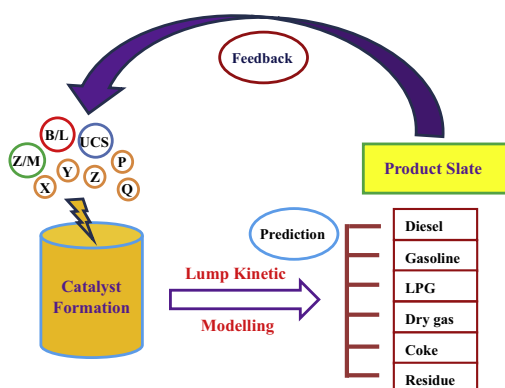 Feedback
B/L
UCS
Z/M
P
Y
Z
X
Q
Product Slate
Prediction
Diesel
Gasoline
LPG
Dry gas
Coke
Residue
Catalyst
Formation
Lump Kinetic
Modelling